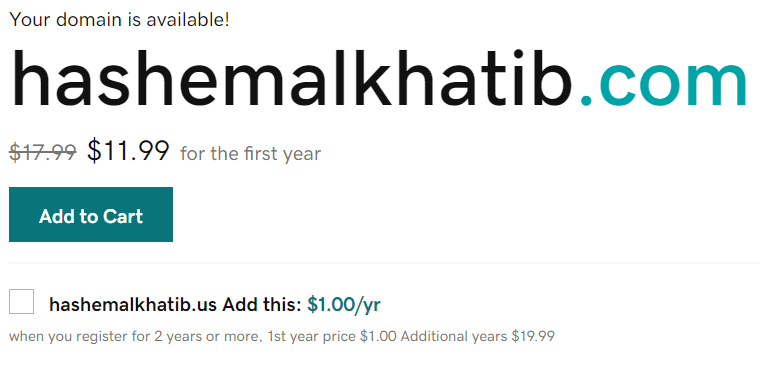 Your domain is available!
hashemalkhatib.com
$17.99 $11.99 for the first year
Add to Cart
hashemalkhatib.us Add this: $1.00/yr
when you register for 2 years or more, 1st year price $1.00 Additional years $19.99